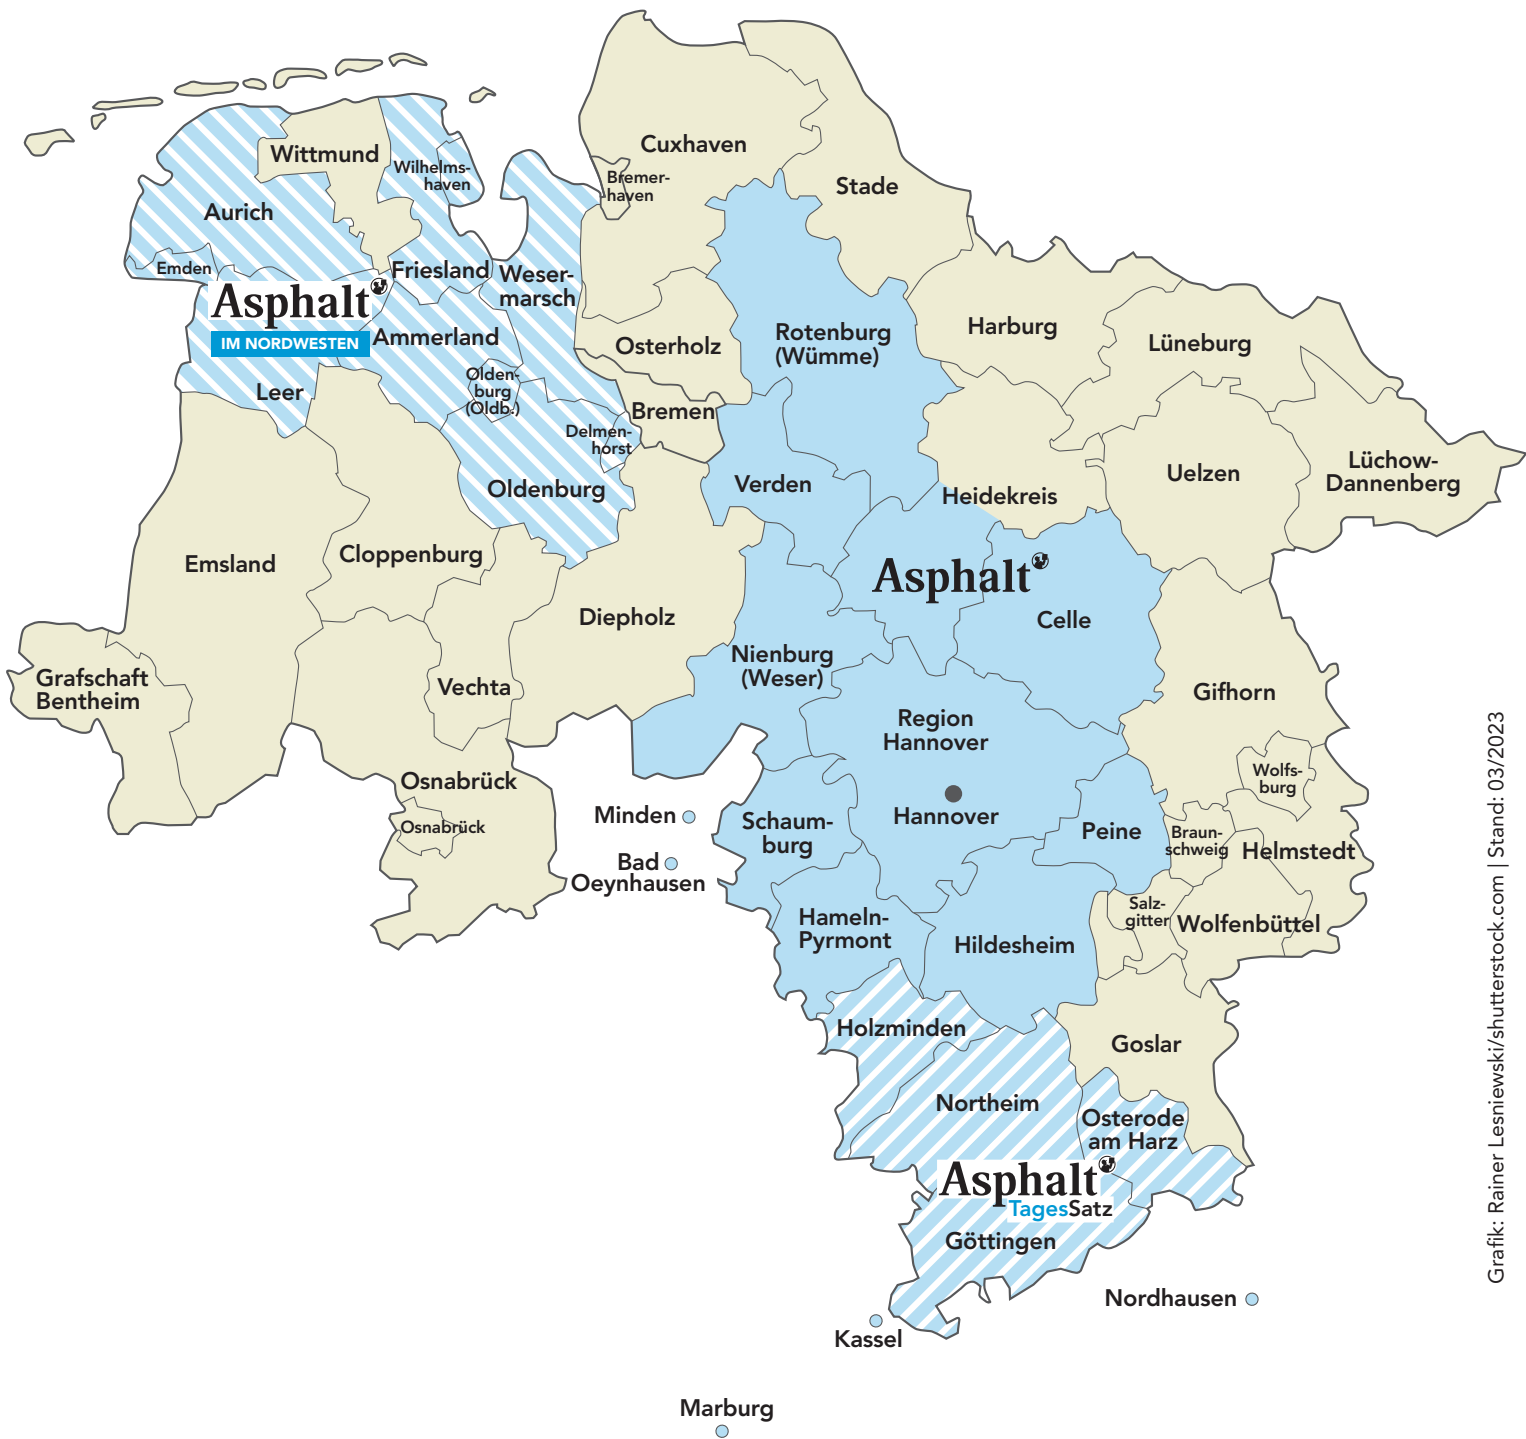 Cuxhaven
Wittmund
Wilhelms-
haven
Bremer-
haven
Stade
Aurich
Emden
Friesland
Weser-
marsch
Asphalt
IM NORDWESTEN
Ammerland
Rotenburg
(Wümme)
Harburg
Lüneburg
Osterholz
Leer
Olden-
burg
(Oldb.)
Bremen
Delmen-
horst
Oldenburg
Verden
Heidekreis
Uelzen
Lüchow-
Dannenberg
Emsland
Cloppenburg
Asphalt
Diepholz
Celle
Nienburg
(Weser)
Grafschaft
Bentheim
Vechta
Gifhorn
Region
Hannover
Osnabrück
Wolfs-
burg
Minden
Hannover
Schaum-
burg
Osnabrück
Peine
Braun-
schweig
Helmstedt
Bad
Oeynhausen
Hameln-
Pyrmont
Hildesheim
Salz-
gitter
Wolfenbüttel
Holzminden
Goslar
Northeim
Osterode
am Harz
Asphalt
TagesSatz
Göttingen
Nordhausen
Kassel
Marburg
Grafik: Rainer Lesniewski/shutterstock.com | Stand: 03/2023